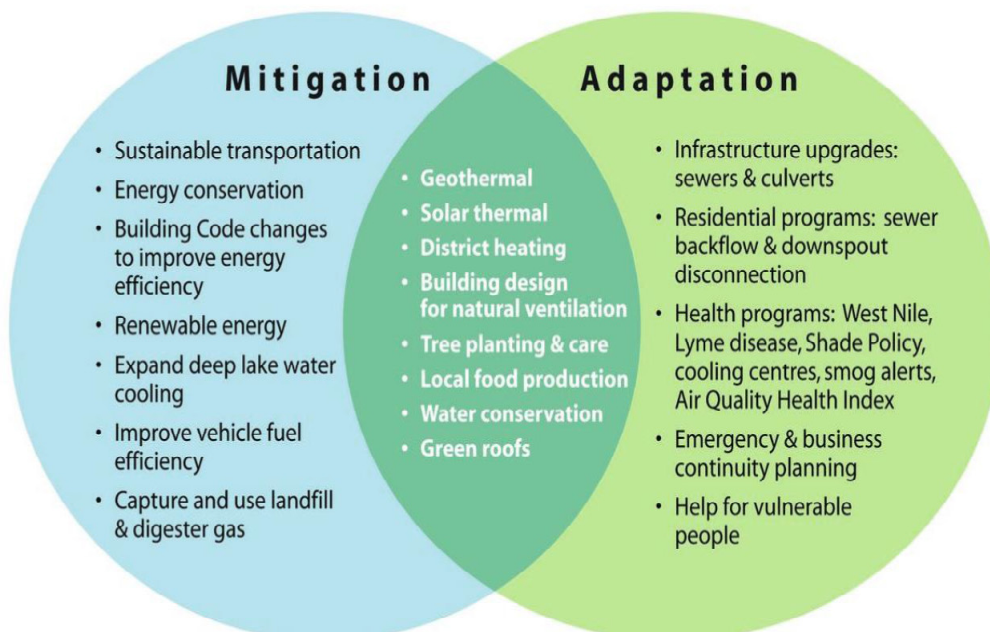 Mitigation
• Sustainable transportation
• Energy conservation
• Building Code changes
to improve energy
efficiency
• Renewable energy
• Expand deep lake water
cooling
• Improve vehicle fuel
efficiency
• Capture and use landfill
& digester gas
• Geothermal
• Solar thermal
• District heating
• Building design
for natural ventilation
• Tree planting & care
• Local food production
• Water conservation
• Green roofs
Adaptation
• Infrastructure upgrades:
sewers & culverts
• Residential programs: sewer
backflow & downspout
disconnection
• Health programs: West Nile,
Lyme disease, Shade Policy,
cooling centres, smog alerts,
Air Quality Health Index
• Emergency & business
continuity planning
• Help for vulnerable
people